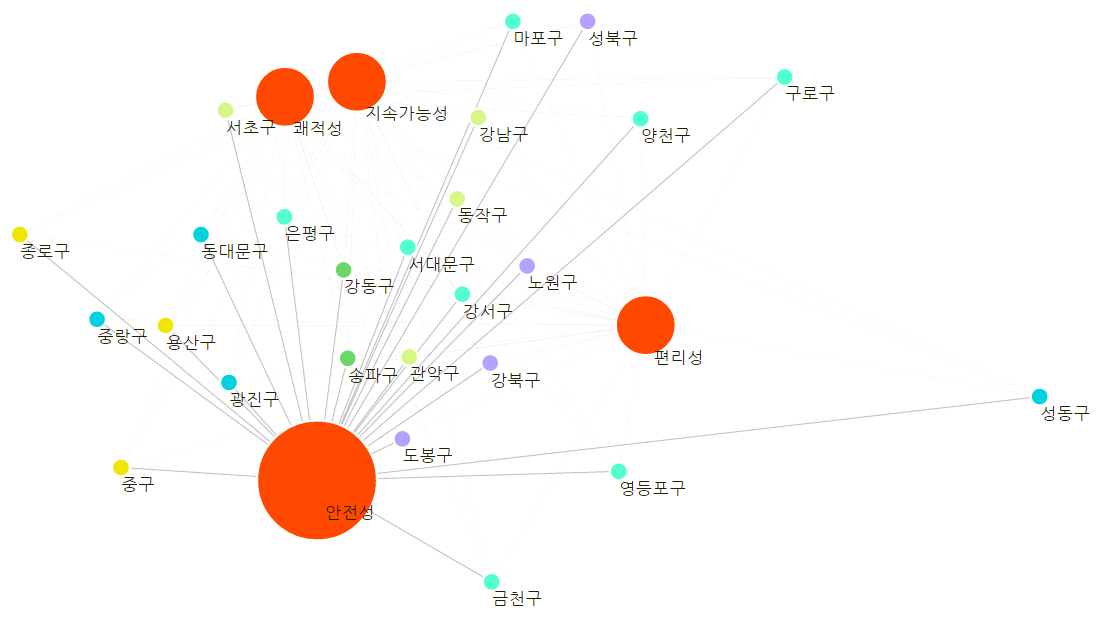 마포구
성북구
구로구
지속가능성
서초구
쾌적성
강남구
양천구
동작구
은평구
종로구
동대문구
서대문구
노원구
강동구
강서구
중랑구
용산구
편리성
송파구
관악구
강북구
광진구
성동구
도봉구
중구
영등포구
안전성
금천구